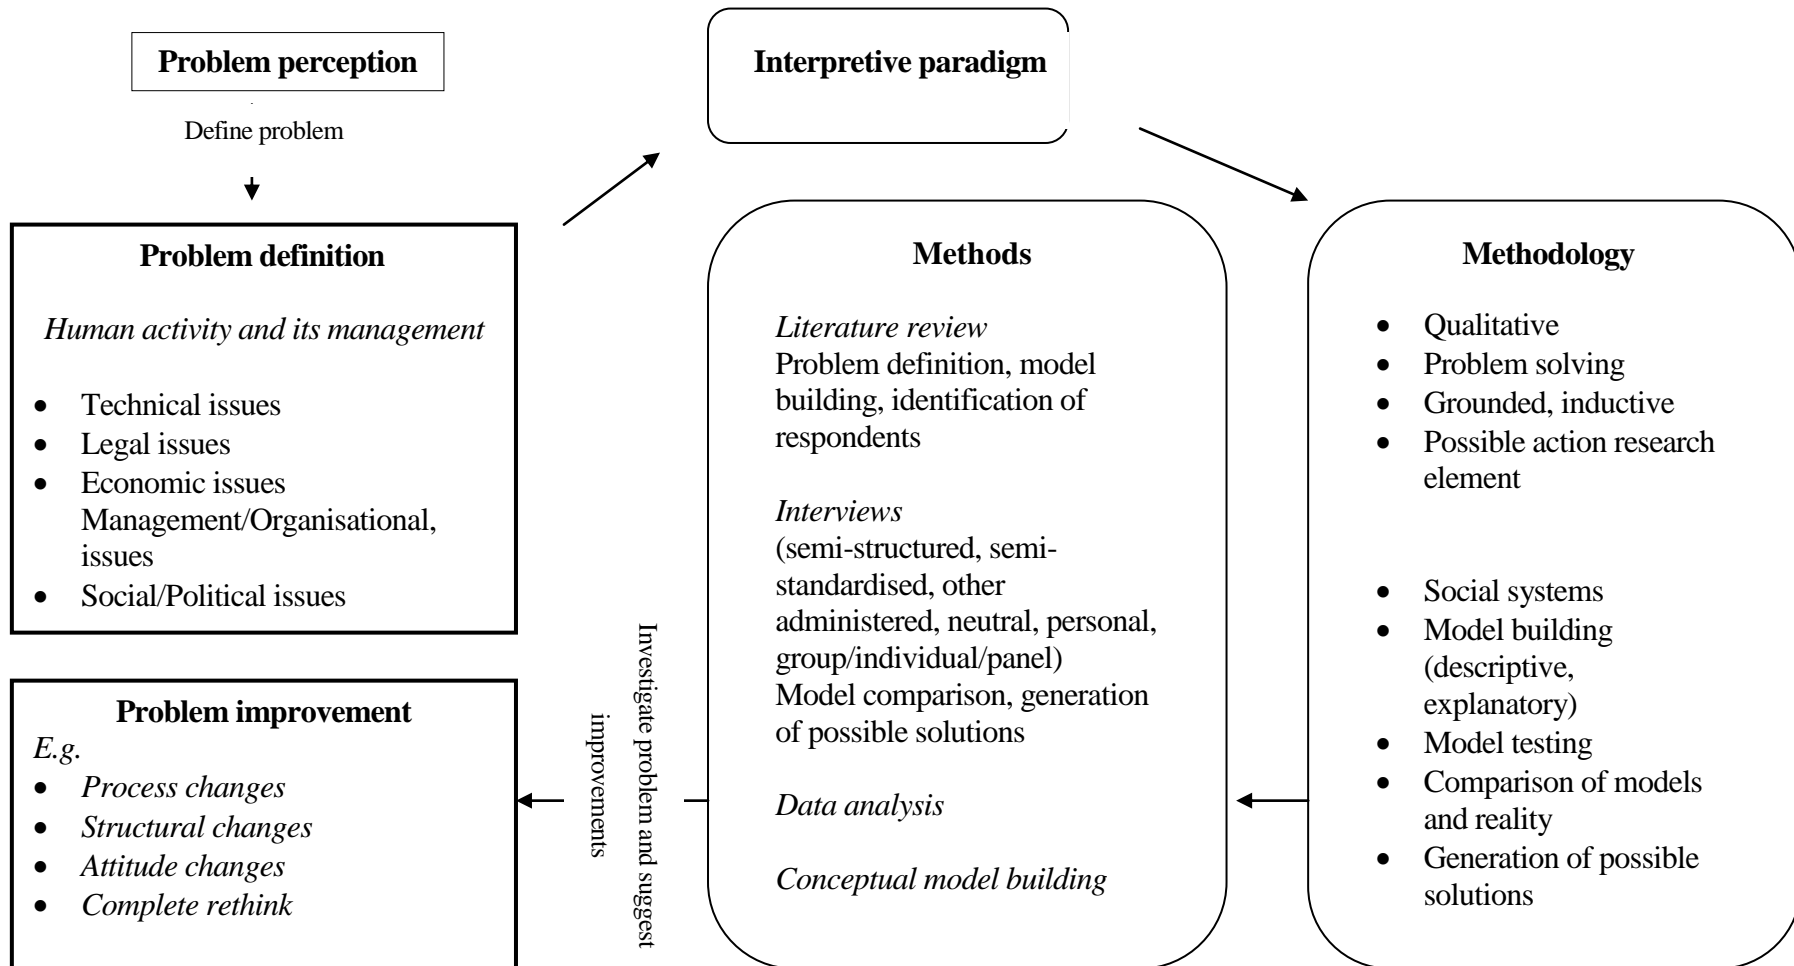 Problem perception
Define problem
Problem definition
Human activity and its management
• Technical issues
• Legal issues
• Economic issues
Management/Organisational,
issues
• Social/Political issues
Problem improvement
E.g.
• Process changes
• Structural changes
• Attitude changes
• Complete rethink
Investigate problem and suggest
improvements
Interpretive paradigm
Methods
Literature review
Problem definition, model
building, identification of
respondents
Interviews
(semi-structured, semi-
standardised, other
administered, neutral, personal,
group/individual/panel)
Model comparison, generation
of possible solutions
Data analysis
Conceptual model building
Methodology
• Qualitative
• Problem solving
• Grounded, inductive
• Possible action research
element
• Social systems
• Model building
(descriptive,
explanatory)
• Model testing
• Comparison of models
and reality
• Generation of possible
solutions